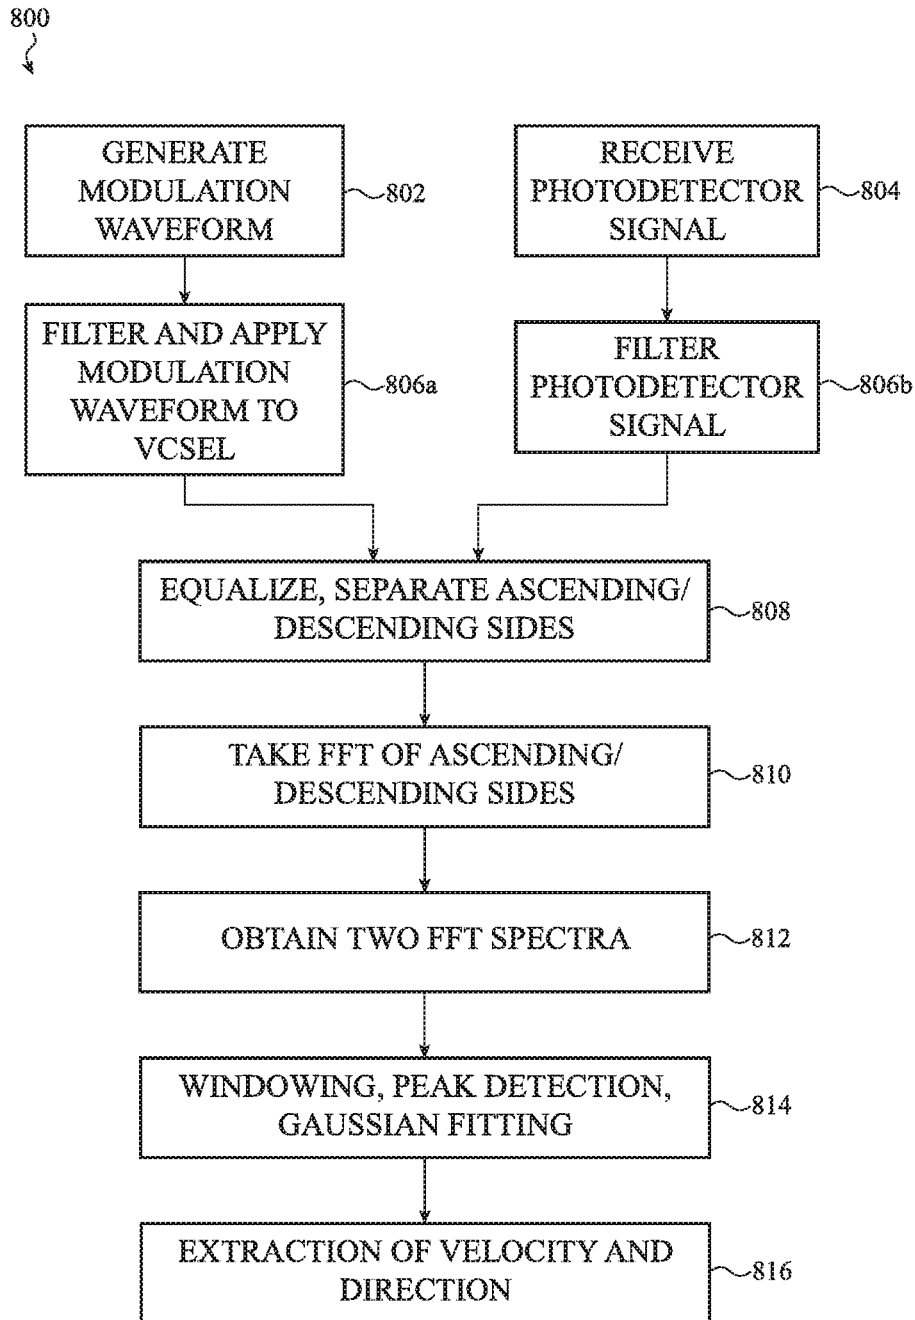 800
GENERATE
MODULATION
WAVEFORM
802
RECEIVE
PHOTODETECTOR
SIGNAL
804
FILTER AND APPLY
MODULATION
WAVEFORM TO
VCSEL
806a
FILTER
PHOTODETECTOR
SIGNAL
806b
EQUALIZE, SEPARATE ASCENDING/
DESCENDING SIDES
808
TAKE FFT OF ASCENDING/
DESCENDING SIDES
810
OBTAIN TWO FFT SPECTRA
812
WINDOWING, PEAK DETECTION,
GAUSSIAN FITTING
814
EXTRACTION OF VELOCITY AND
DIRECTION
816